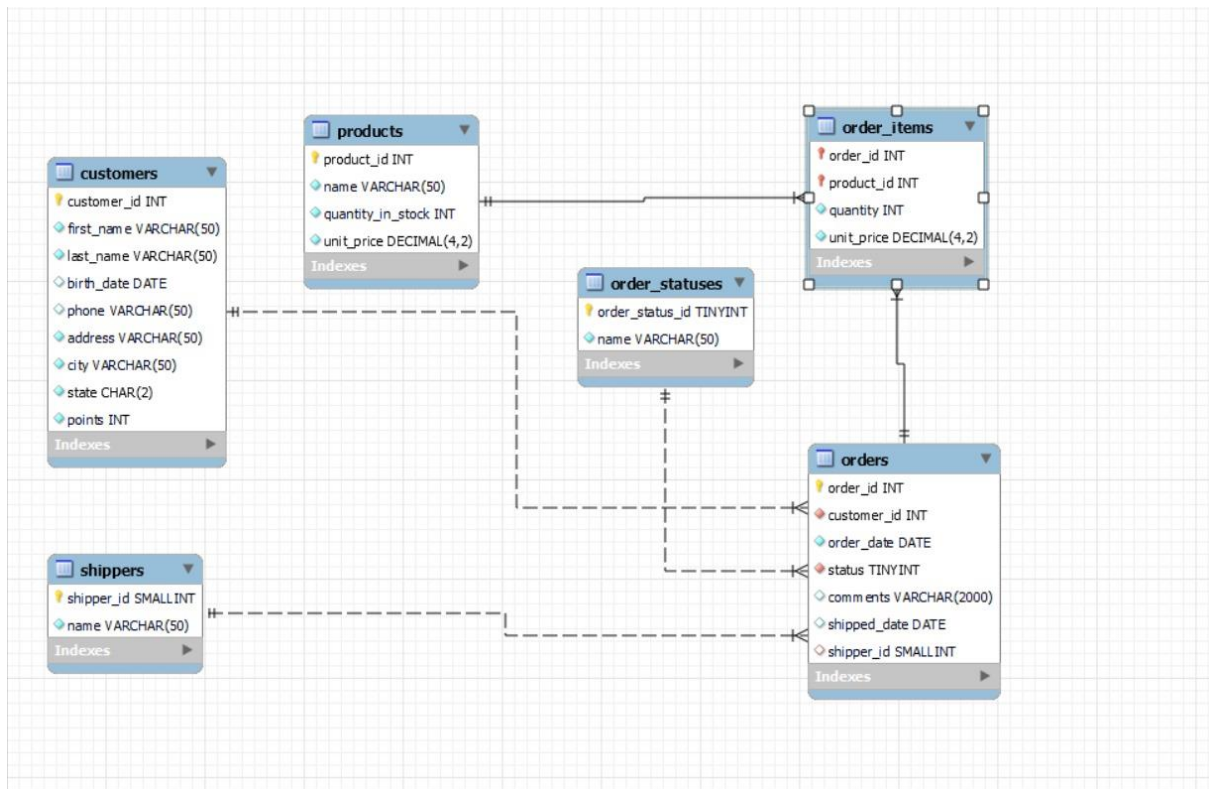 customers
customer_id INT
first_name VARCHAR(50)
last_name VARCHAR(50)
birth_date DATE
phone VARCHAR(50)
address VARCHAR(50)
city VARCHAR(50)
state CHAR(2)
points INT
Indexes
products
product_id INT
name VARCHAR(50)
quantity_in_stock INT
unit_price DECIMAL(4,2)
Indexes
order_items
order_id INT
product_id INT
quantity INT
unit_price DECIMAL(4,2)
Indexes
order_statuses
order_status_id TINYINT
name VARCHAR(50)
Indexes
shippers
shipper_id SMALLINT
name VARCHAR(50)
Indexes
orders
order_id INT
customer_id INT
order_date DATE
status TINYINT
comments VARCHAR(2000)
shipped_date DATE
shipper_id SMALLINT
Indexes